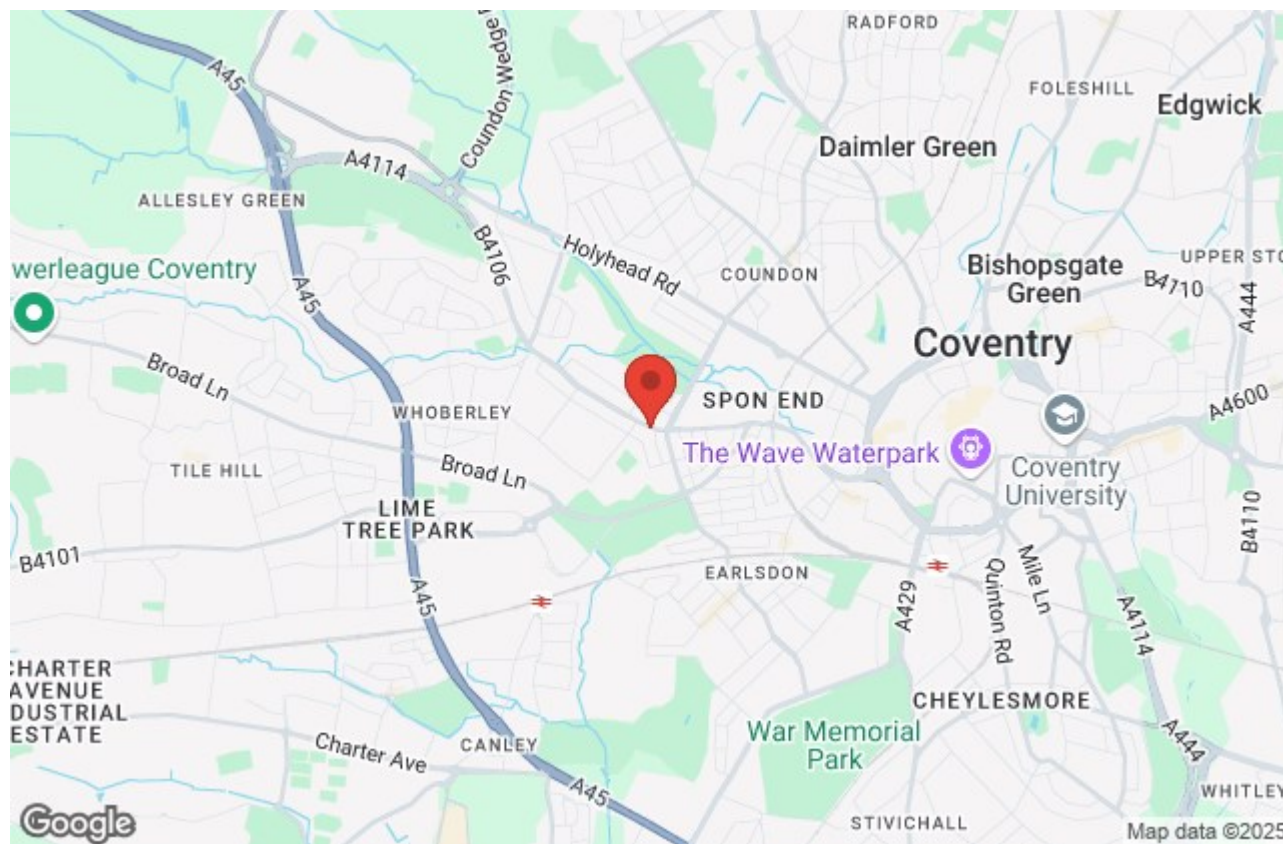 RADFORD
FOLESHILL
Edgwick
A45
Coundon Wedge
Daimler Green
A4114
ALLESLEY GREEN
B4106
Holyhead Rd
COUNDON
Bishopsgate
Green
UPPER STO
B4110
A444
werleague Coventry
A45
Coventry
Broad Ln
WHOBERLEY
SPON END
A4600
The Wave Waterpark
Coventry
University
TILE HILL
Broad Ln
LIME
TREE PARK
B4101
B4110
EARLSDON
A45
A429
Quinton Rd
Mile Ln
A4114
CHARTER
AVENUE
DUSTRIAL
ESTATE
CHEYLESMORE
War Memorial
Park
Charter Ave
CANLEY
A444
A45
WHITLEY
STIVICHALL
Google
Map data ©2025